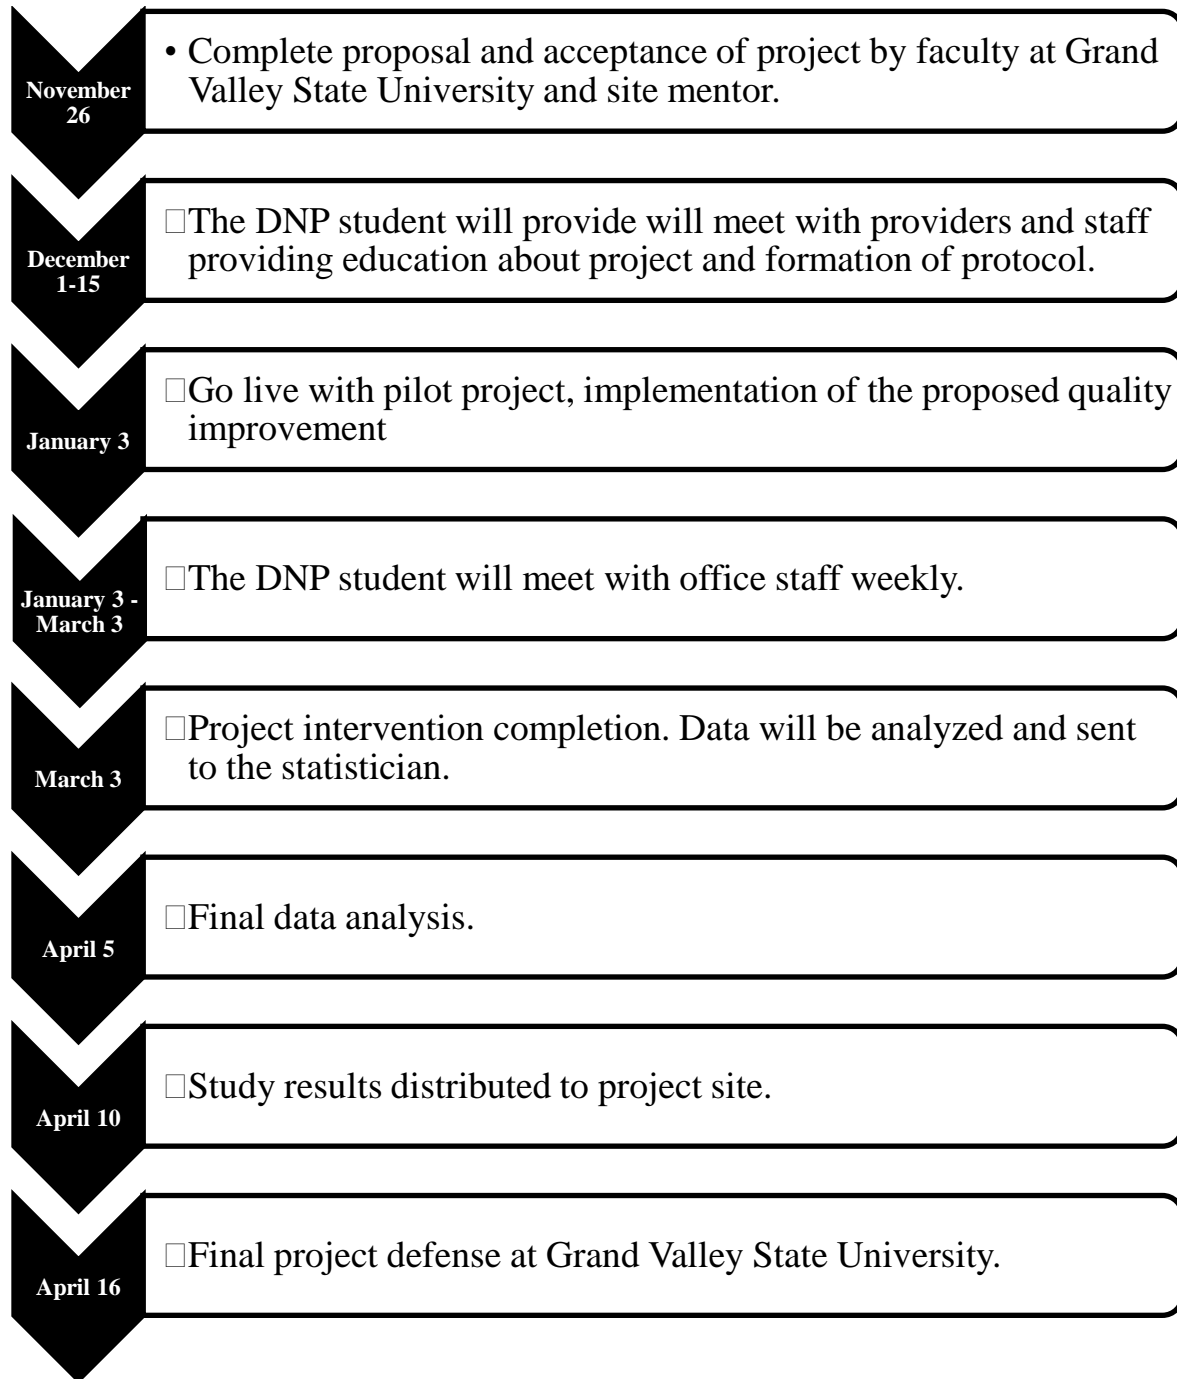 November
26
• Complete proposal and acceptance of project by faculty at Grand
Valley State University and site mentor.
December
1-15
□The DNP student will provide will meet with providers and staff
providing education about project and formation of protocol.
January 3
□Go live with pilot project, implementation of the proposed quality
improvement
January 3 -
March 3
□The DNP student will meet with office staff weekly.
March 3
□Project intervention completion. Data will be analyzed and sent
to the statistician.
April 5
□Final data analysis.
April 10
□Study results distributed to project site.
April 16
□Final project defense at Grand Valley State University.